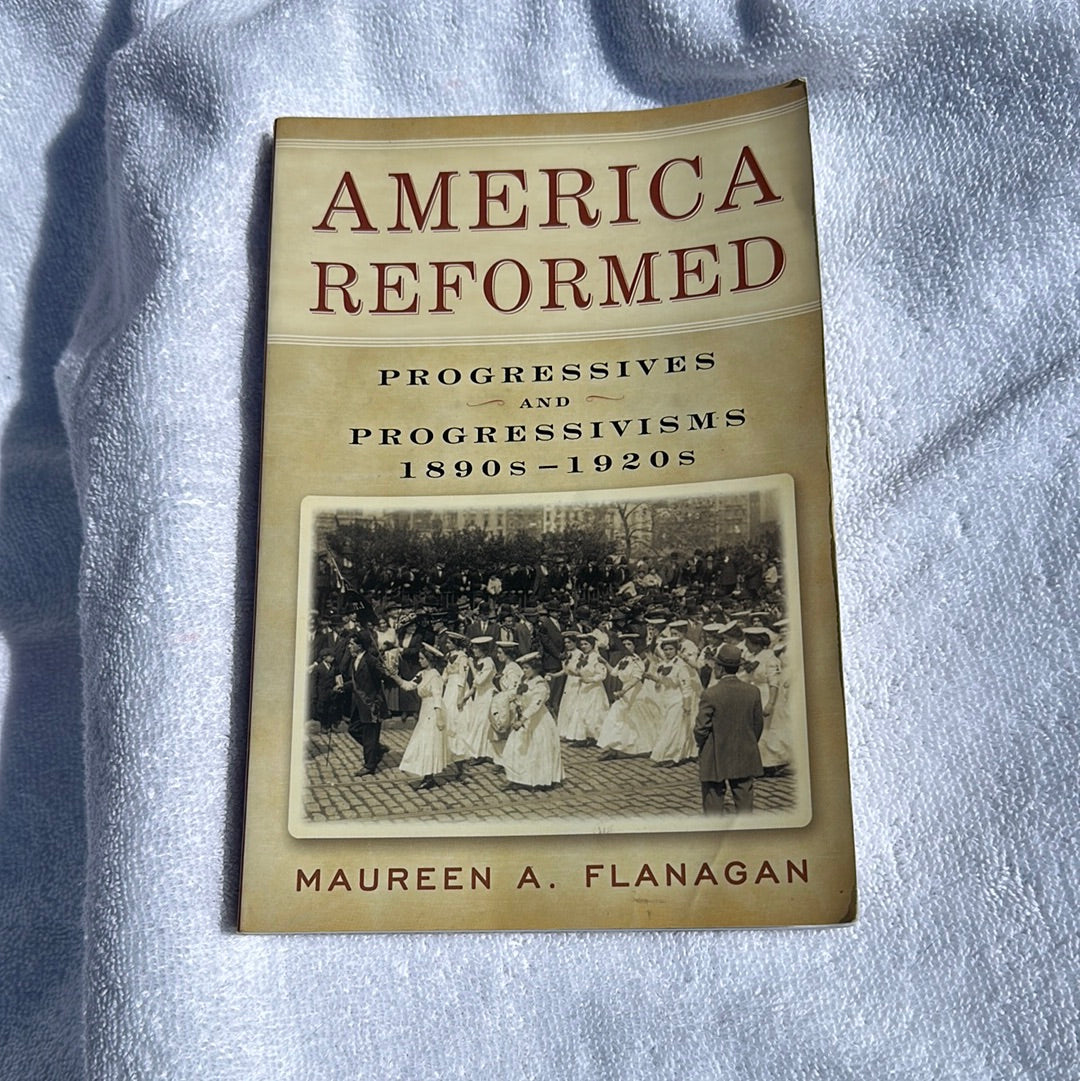 AMERICA
REFORMED
PROGRESSIVES
AND
PROGRESSIVISMS
1890s–1920s
MAUREEN A. FLANAGAN